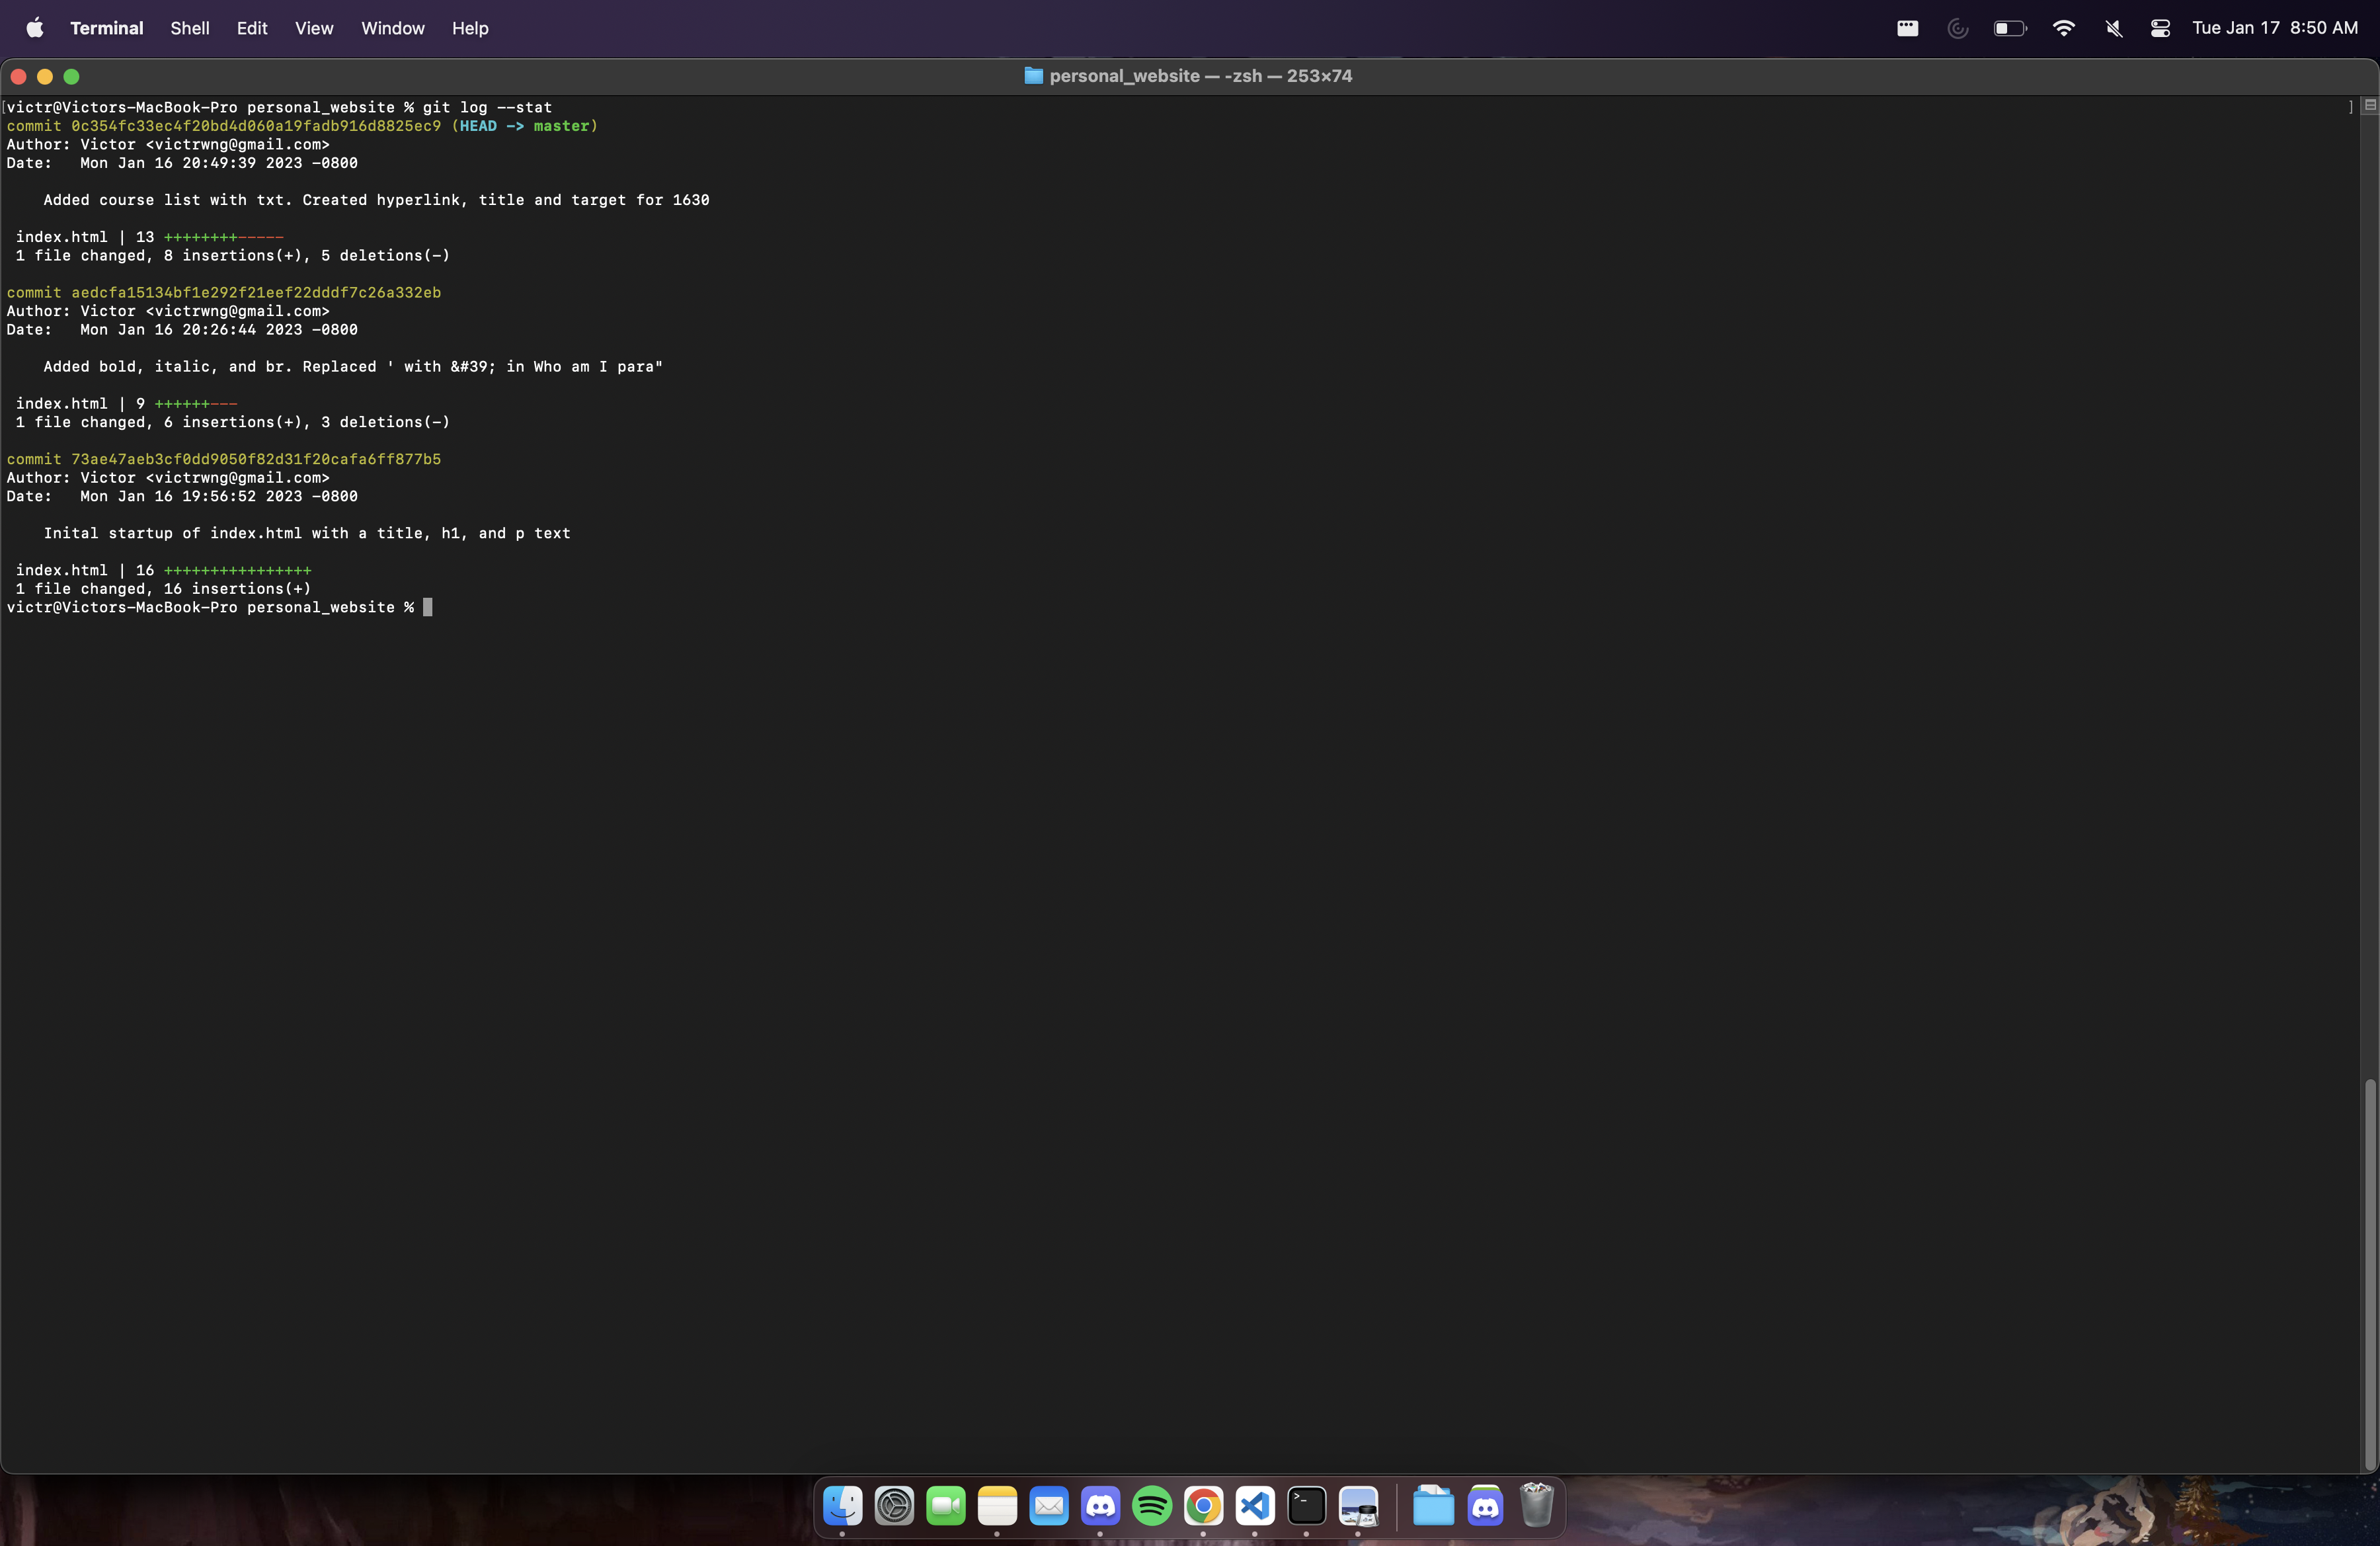 Terminal Shell Edit View Window Help Tue Jan 17 8:50 AM
personal_website — -zsh — 253×74
[victr@Victors-MacBook-Pro personal_website % git log --stat ]
commit 0c354fc33ec4f20bd4d060a19fadb916d8825ec9 (HEAD -> master)
Author: Victor <victrwng@gmail.com>
Date:   Mon Jan 16 20:49:39 2023 -0800
    Added course list with txt. Created hyperlink, title and target for 1630
 index.html | 13 ++++++++-----
 1 file changed, 8 insertions(+), 5 deletions(-)
commit aedcfa15134bf1e292f21eef22dddf7c26a332eb
Author: Victor <victrwng@gmail.com>
Date:   Mon Jan 16 20:26:44 2023 -0800
    Added bold, italic, and br. Replaced ' with &#39; in Who am I para"
 index.html | 9 ++++++---
 1 file changed, 6 insertions(+), 3 deletions(-)
commit 73ae47aeb3cf0dd9050f82d31f20cafa6ff877b5
Author: Victor <victrwng@gmail.com>
Date:   Mon Jan 16 19:56:52 2023 -0800
    Inital startup of index.html with a title, h1, and p text
 index.html | 16 ++++++++++++++++
 1 file changed, 16 insertions(+)
victr@Victors-MacBook-Pro personal_website %